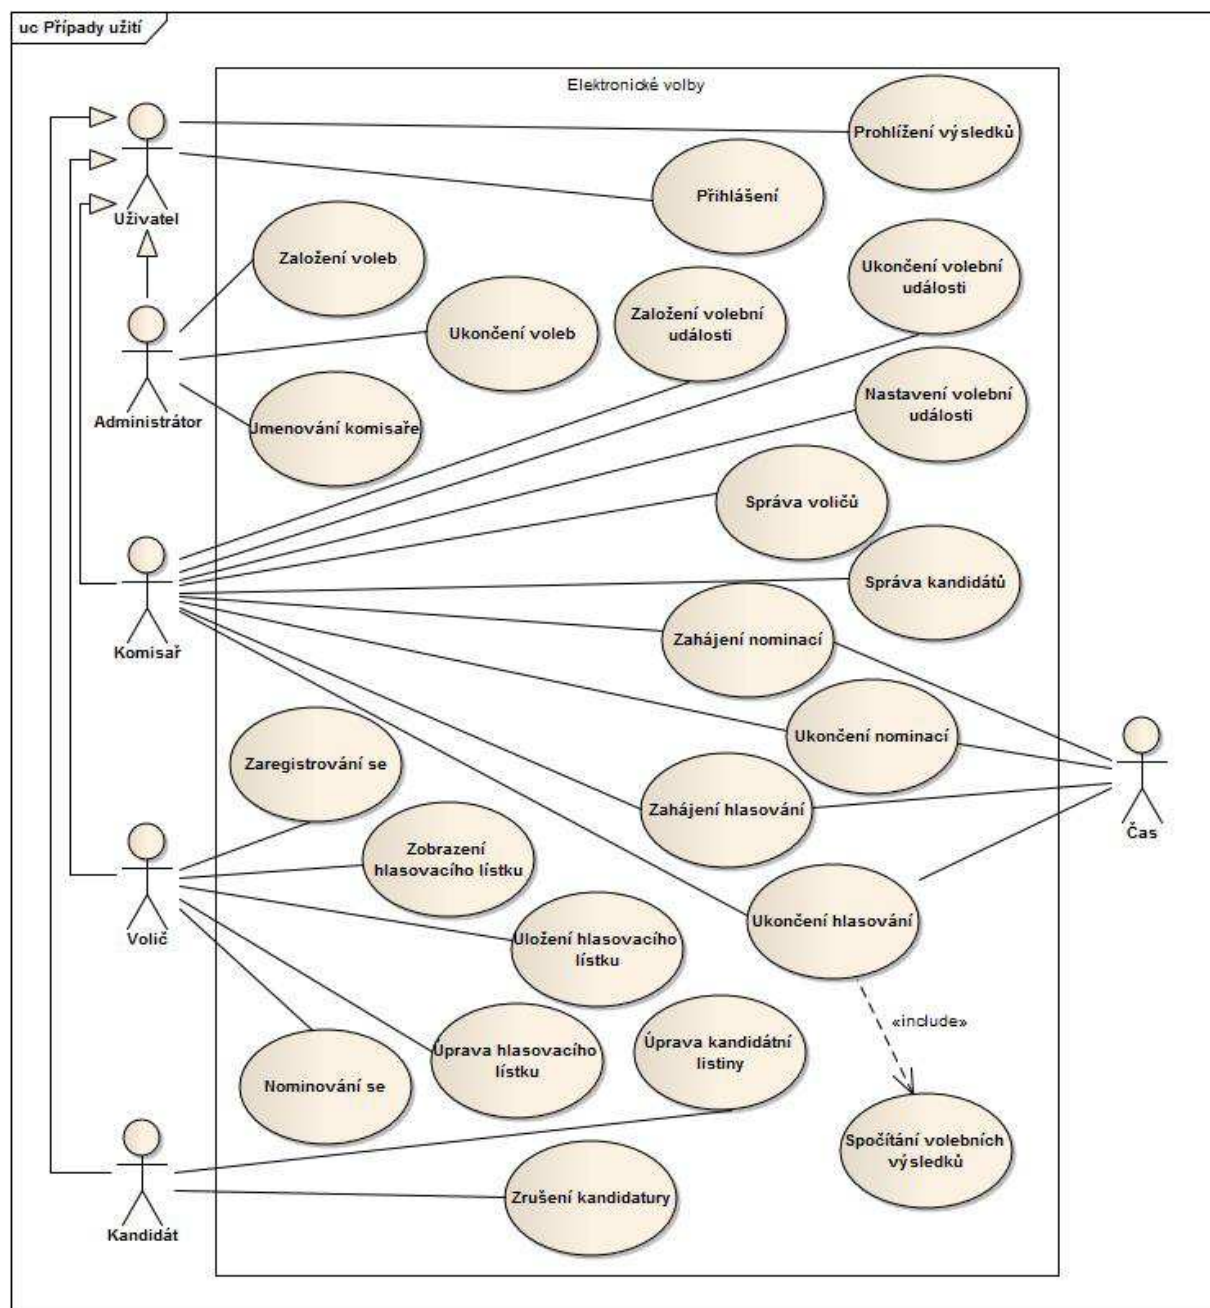 uc Případy užití
Elektronické volby
Prohlížení výsledků
Přihlášení
Uživatel
Založení voleb
Ukončení volební
události
Založení volební
události
Ukončení voleb
Nastavení volební
události
Administrátor
Jmenování komisaře
Správa voličů
Správa kandidátů
Zahájení nominací
Komisař
Ukončení nominací
Zaregistrování se
Zahájení hlasování
Čas
Zobrazení
hlasovacího lístku
Ukončení hlasování
Volič
Uložení hlasovacího
lístku
«include»
Úprava kandidátní
listiny
Úprava hlasovacího
lístku
Nominování se
Spočítání volebních
výsledků
Zrušení kandidatury
Kandidát